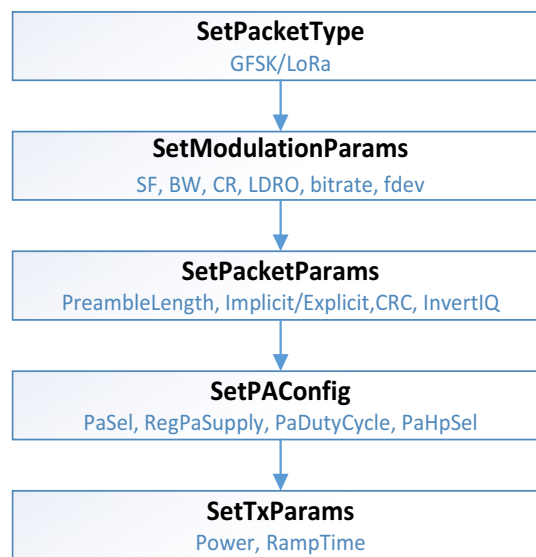 SetPacketType
GFSK/LoRa
SetModulationParams
SF, BW, CR, LDRO, bitrate, fdev
SetPacketParams
PreambleLength, Implicit/Explicit,CRC, InvertIQ
SetPAConfig
PaSel, RegPaSupply, PaDutyCycle, PaHpSel
SetTxParams
Power, RampTime